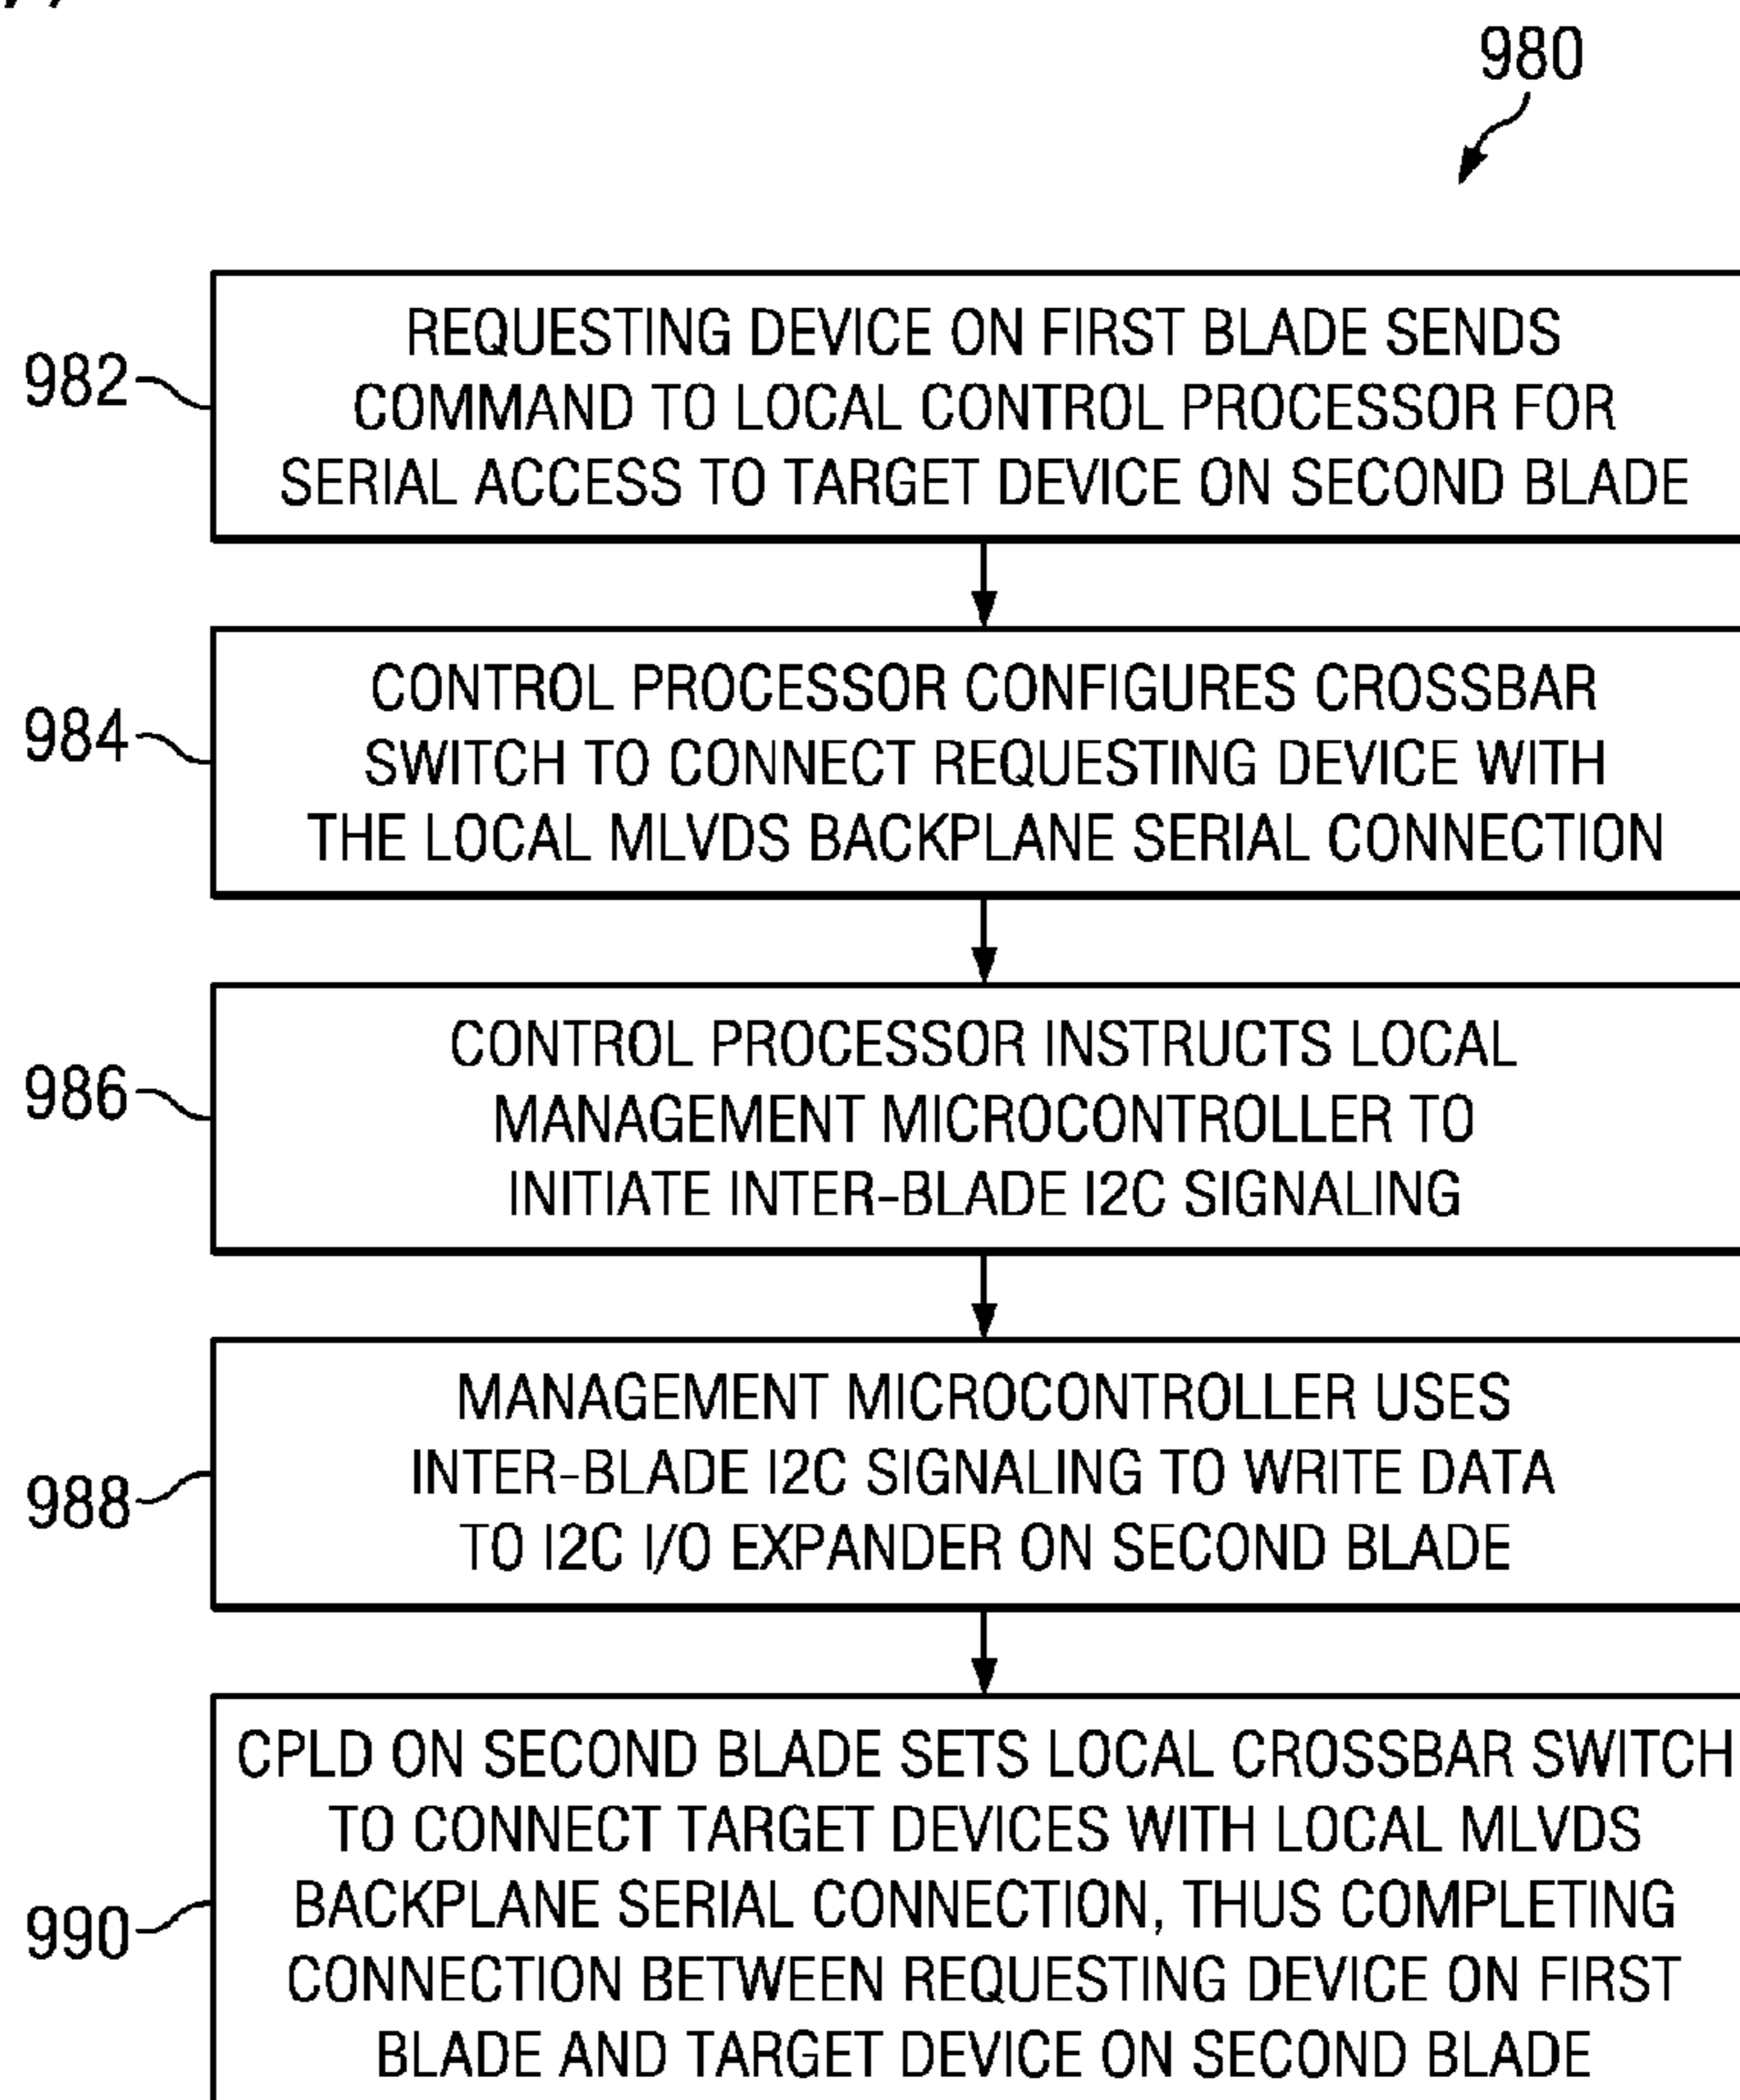 980
982
REQUESTING DEVICE ON FIRST BLADE SENDS
COMMAND TO LOCAL CONTROL PROCESSOR FOR
SERIAL ACCESS TO TARGET DEVICE ON SECOND BLADE
984
CONTROL PROCESSOR CONFIGURES CROSSBAR
SWITCH TO CONNECT REQUESTING DEVICE WITH
THE LOCAL MLVDS BACKPLANE SERIAL CONNECTION
986
CONTROL PROCESSOR INSTRUCTS LOCAL
MANAGEMENT MICROCONTROLLER TO
INITIATE INTER-BLADE I2C SIGNALING
988
MANAGEMENT MICROCONTROLLER USES
INTER-BLADE I2C SIGNALING TO WRITE DATA
TO I2C I/O EXPANDER ON SECOND BLADE
990
CPLD ON SECOND BLADE SETS LOCAL CROSSBAR SWITCH
TO CONNECT TARGET DEVICES WITH LOCAL MLVDS
BACKPLANE SERIAL CONNECTION, THUS COMPLETING
CONNECTION BETWEEN REQUESTING DEVICE ON FIRST
BLADE AND TARGET DEVICE ON SECOND BLADE